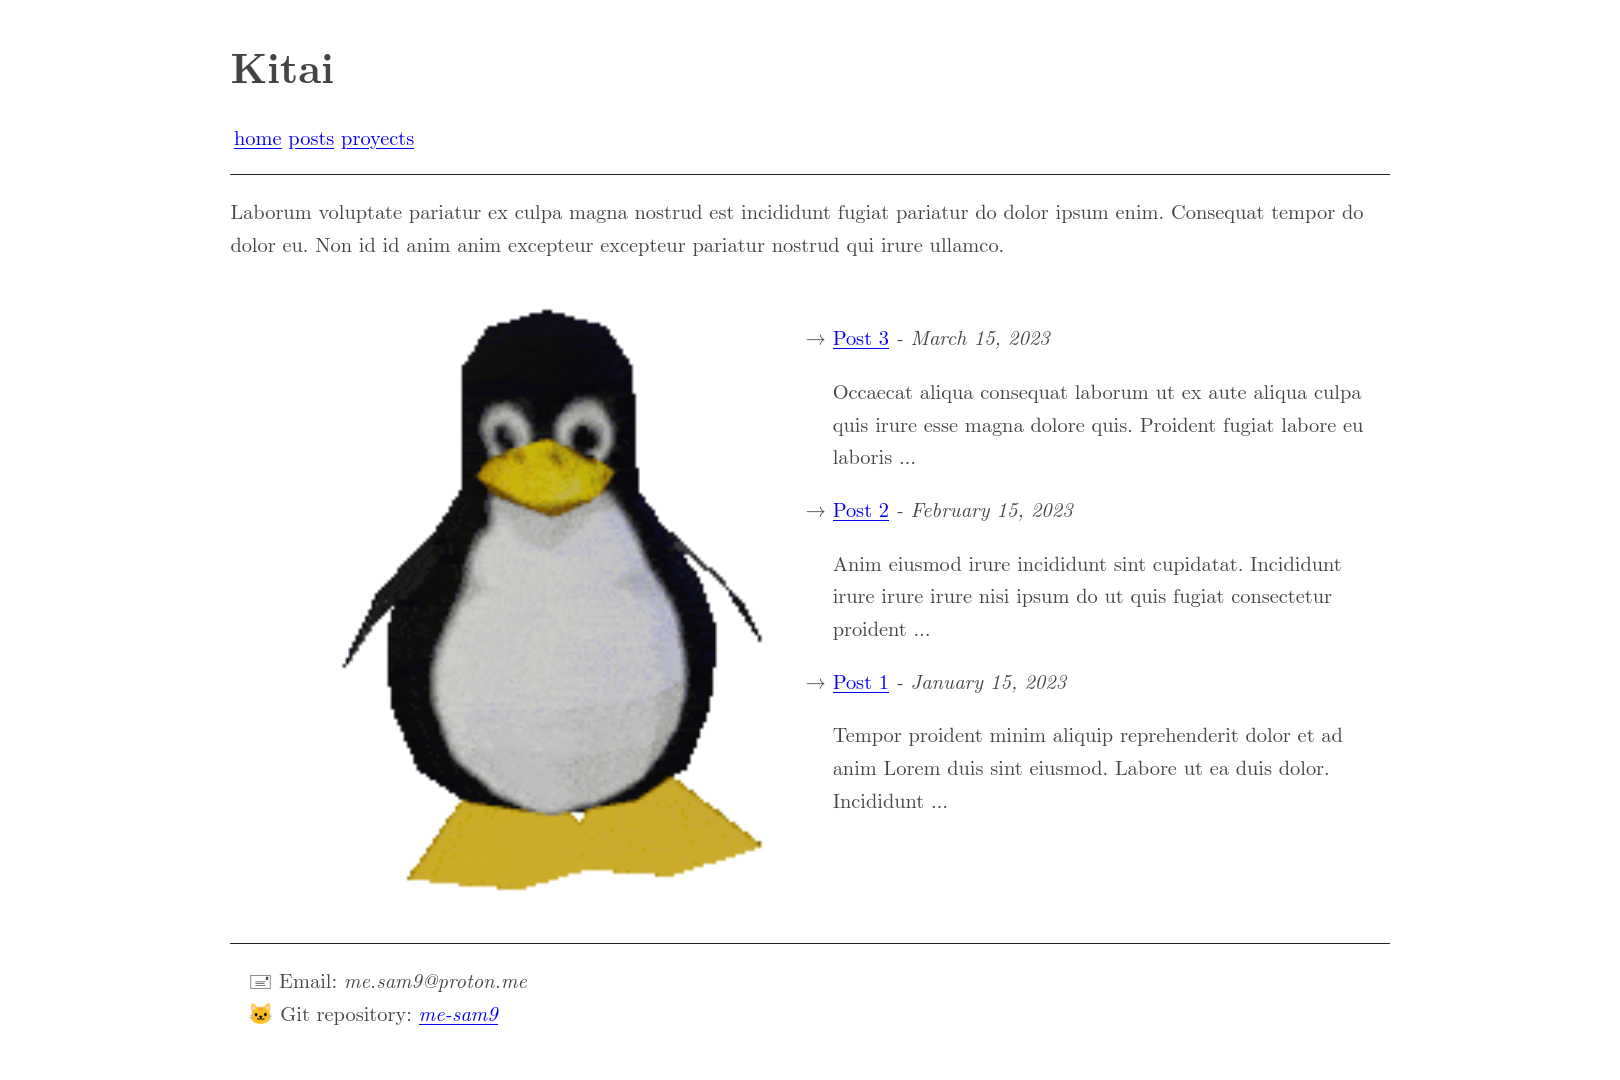 Kitai
home posts proyects
Laborum voluptate pariatur ex culpa magna nostrud est incididunt fugiat pariatur do dolor ipsum enim. Consequat tempor do
dolor eu. Non id id anim anim excepteur excepteur pariatur nostrud qui irure ullamco.
→ Post 3 - March 15, 2023
Occaecat aliqua consequat laborum ut ex aute aliqua culpa
quis irure esse magna dolore quis. Proident fugiat labore eu
laboris ...
→ Post 2 - February 15, 2023
Anim eiusmod irure incididunt sint cupidatat. Incididunt
irure irure irure nisi ipsum do ut quis fugiat consectetur
proident ...
→ Post 1 - January 15, 2023
Tempor proident minim aliquip reprehenderit dolor et ad
anim Lorem duis sint eiusmod. Labore ut ea duis dolor.
Incididunt ...
Email: me.sam9@proton.me
Git repository: me-sam9